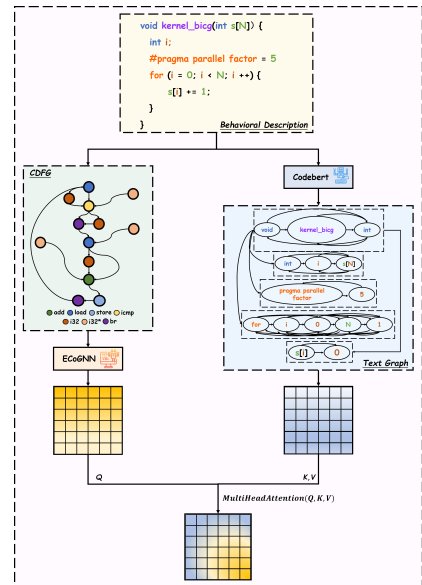 void kernel_bicg(int s[N]) {
int i;
#pragma parallel factor = 5
for (i = 0; i < N; i ++) {
s[i] += 1;
}
}
Behavioral Description
CDFG
add load store icmp
i32 i32* br
Codebert
void kernel_bicg int
int i s[N]
pragma parallel factor 5
for i 0 N 1
s[i] 0
Text Graph
ECoGNN
Q
K,V
MultiHeadAttention(Q,K,V)